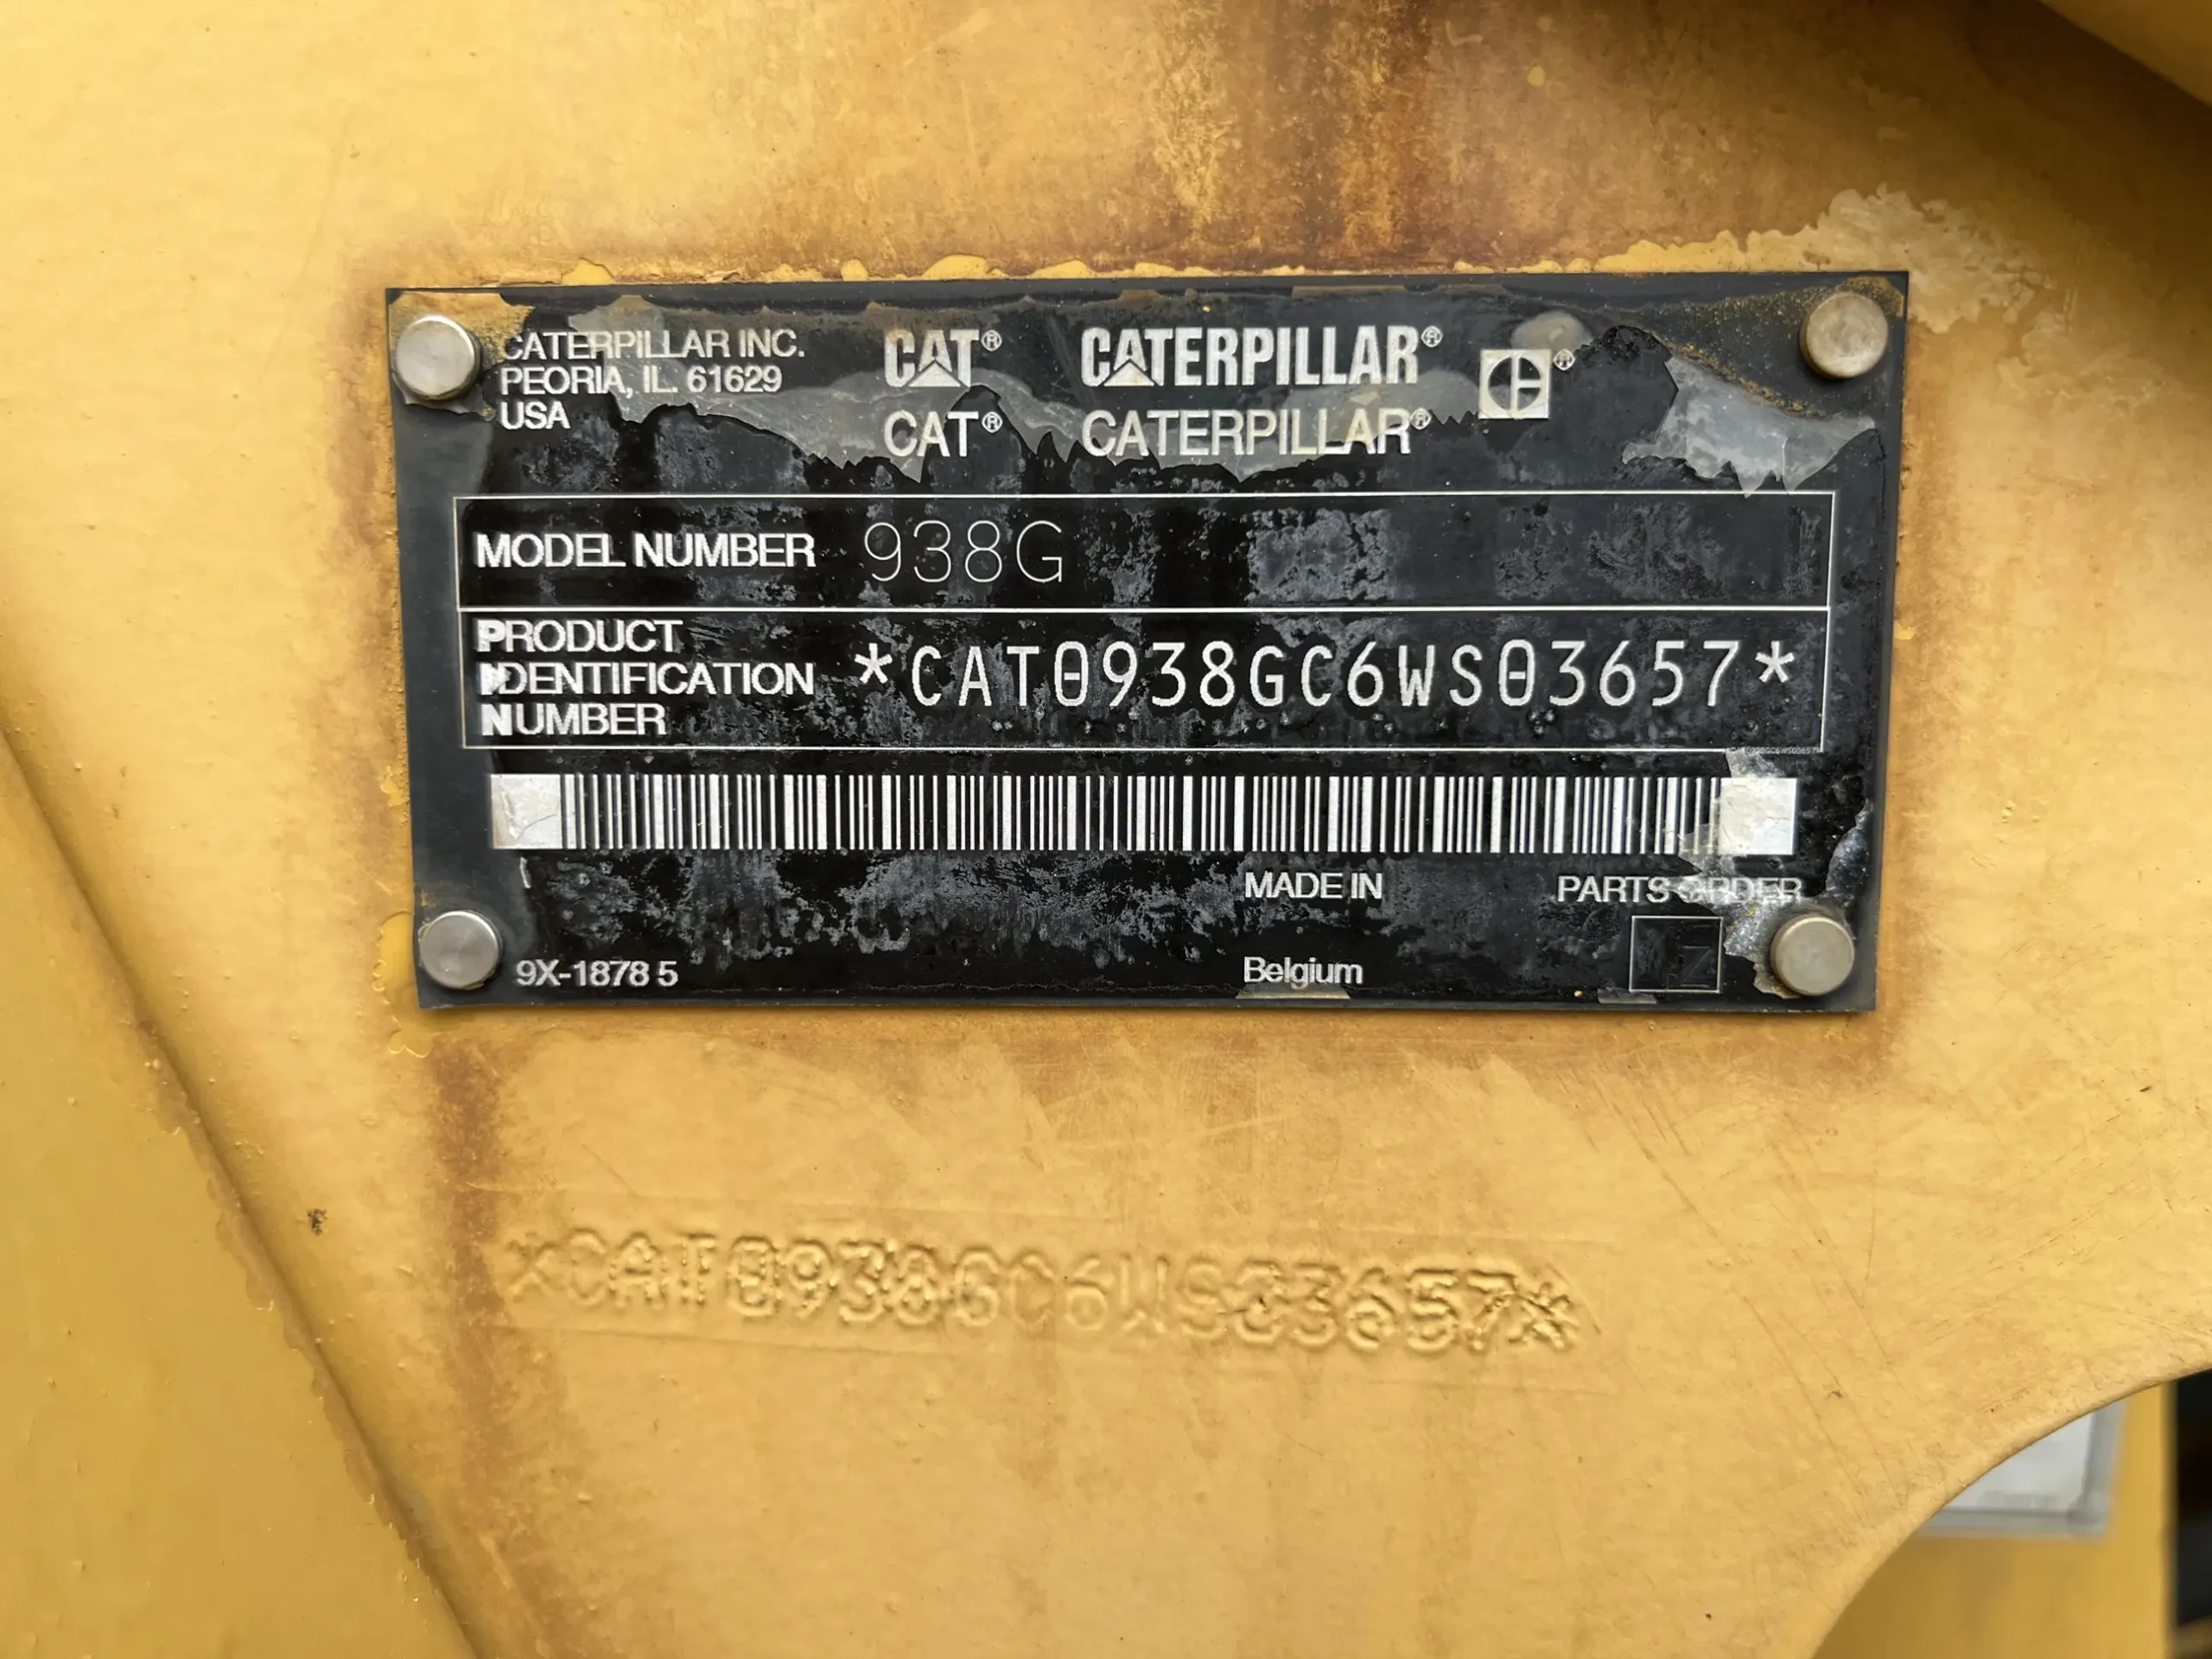 CATERPILLAR INC.
PEORIA, IL. 61629
USA
CAT® CATERPILLAR® ®
CAT® CATERPILLAR®
MODEL NUMBER 938G
PRODUCT
IDENTIFICATION
NUMBER
*CAT0938GC6WS03657*
MADE IN
PARTS ORDER
9X-1878 5
Belgium
Z
*CAT0938GC6WS03657*